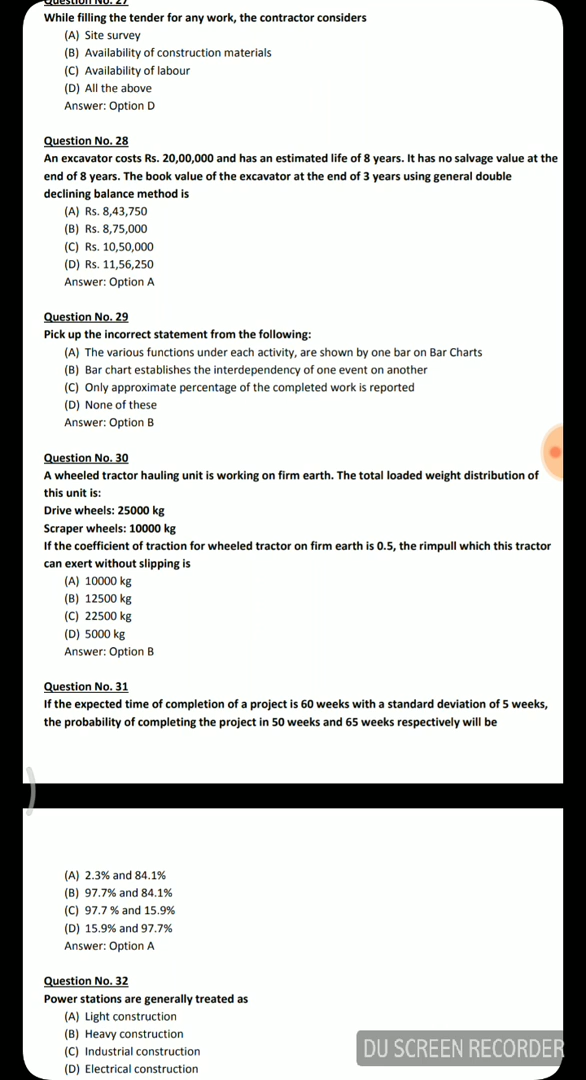 Question No. 27
While filling the tender for any work, the contractor considers
(A) Site survey
(B) Availability of construction materials
(C) Availability of labour
(D) All the above
Answer: Option D
Question No. 28
An excavator costs Rs. 20,00,000 and has an estimated life of 8 years. It has no salvage value at the
end of 8 years. The book value of the excavator at the end of 3 years using general double
declining balance method is
(A) Rs. 8,43,750
(B) Rs. 8,75,000
(C) Rs. 10,50,000
(D) Rs. 11,56,250
Answer: Option A
Question No. 29
Pick up the incorrect statement from the following:
(A) The various functions under each activity, are shown by one bar on Bar Charts
(B) Bar chart establishes the interdependency of one event on another
(C) Only approximate percentage of the completed work is reported
(D) None of these
Answer: Option B
Question No. 30
A wheeled tractor hauling unit is working on firm earth. The total loaded weight distribution of
this unit is:
Drive wheels: 25000 kg
Scraper wheels: 10000 kg
If the coefficient of traction for wheeled tractor on firm earth is 0.5, the rimpull which this tractor
can exert without slipping is
(A) 10000 kg
(B) 12500 kg
(C) 22500 kg
(D) 5000 kg
Answer: Option B
Question No. 31
If the expected time of completion of a project is 60 weeks with a standard deviation of 5 weeks,
the probability of completing the project in 50 weeks and 65 weeks respectively will be
(A) 2.3% and 84.1%
(B) 97.7% and 84.1%
(C) 97.7 % and 15.9%
(D) 15.9% and 97.7%
Answer: Option A
Question No. 32
Power stations are generally treated as
(A) Light construction
(B) Heavy construction
(C) Industrial construction
(D) Electrical construction
DU SCREEN RECORDER